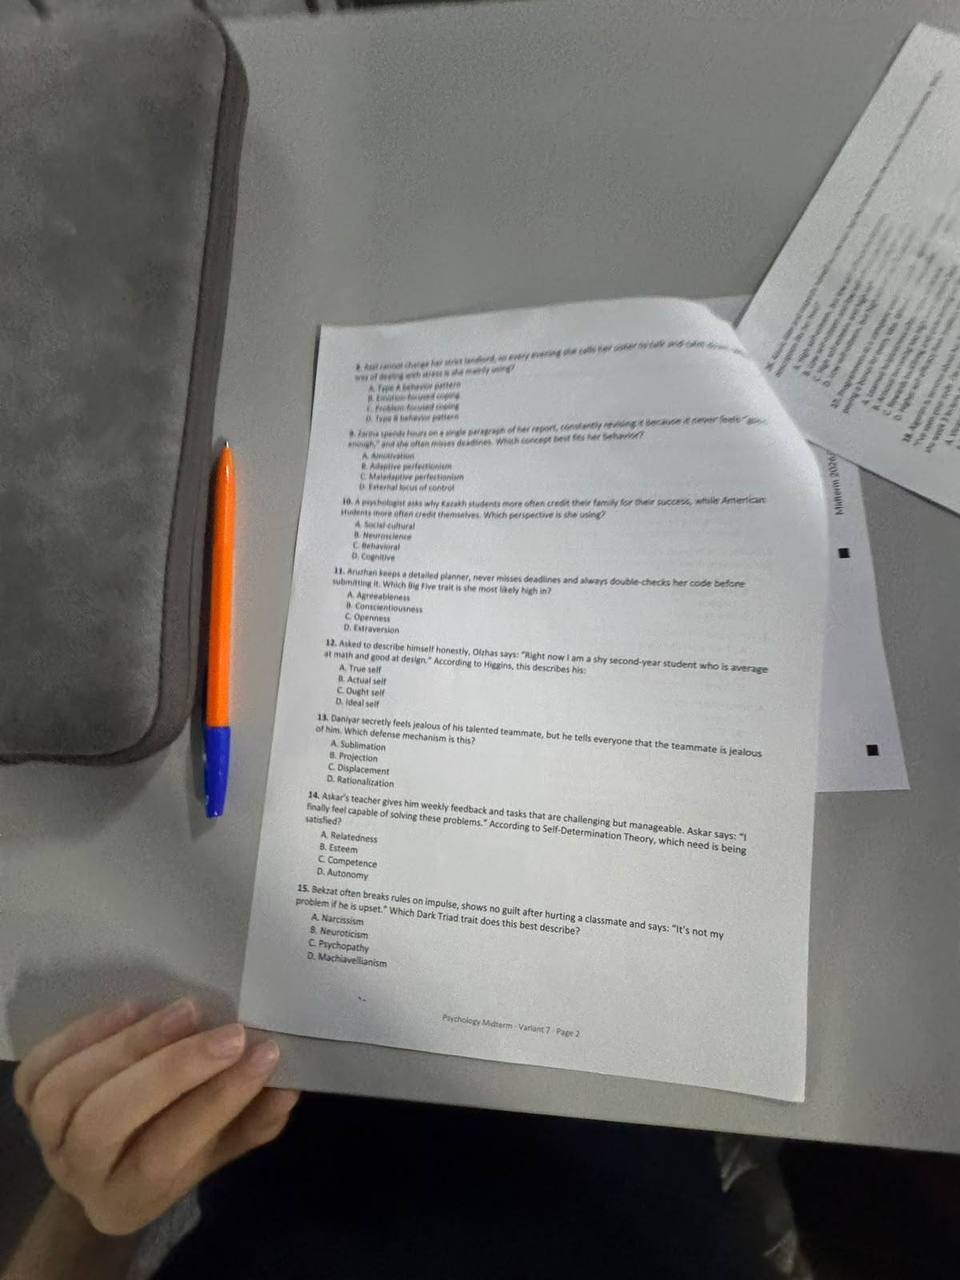 8. Asel cannot change her strict landlord, so every evening she calls her sister to talk and calm down
way of dealing with stress is she mainly using?
A. Type A behavior pattern
B. Emotion-focused coping
C. Problem-focused coping
D. Type B behavior pattern
9. Zarina spends hours on a single paragraph of her report, constantly revising it because it never feels "good
enough," and she often misses deadlines. Which concept best fits her behavior?
A. Amotivation
B. Adaptive perfectionism
C. Maladaptive perfectionism
D. External locus of control
10. A psychologist asks why Kazakh students more often credit their family for their success, while American
students more often credit themselves. Which perspective is she using?
A. Social-cultural
B. Neuroscience
C. Behavioral
D. Cognitive
11. Aruzhan keeps a detailed planner, never misses deadlines and always double-checks her code before
submitting it. Which Big Five trait is she most likely high in?
A. Agreeableness
B. Conscientiousness
C. Openness
D. Extraversion
12. Asked to describe himself honestly, Olzhas says: "Right now I am a shy second-year student who is average
at math and good at design." According to Higgins, this describes his:
A. True self
B. Actual self
C. Ought self
D. Ideal self
13. Daniyar secretly feels jealous of his talented teammate, but he tells everyone that the teammate is jealous
of him. Which defense mechanism is this?
A. Sublimation
B. Projection
C. Displacement
D. Rationalization
14. Askar's teacher gives him weekly feedback and tasks that are challenging but manageable. Askar says: "I
finally feel capable of solving these problems." According to Self-Determination Theory, which need is being
satisfied?
A. Relatedness
B. Esteem
C. Competence
D. Autonomy
15. Bekzat often breaks rules on impulse, shows no guilt after hurting a classmate and says: "It's not my
problem if he is upset." Which Dark Triad trait does this best describe?
A. Narcissism
B. Neuroticism
C. Psychopathy
D. Machiavellianism
Psychology Midterm · Variant 7 · Page 2
Midterm 2026